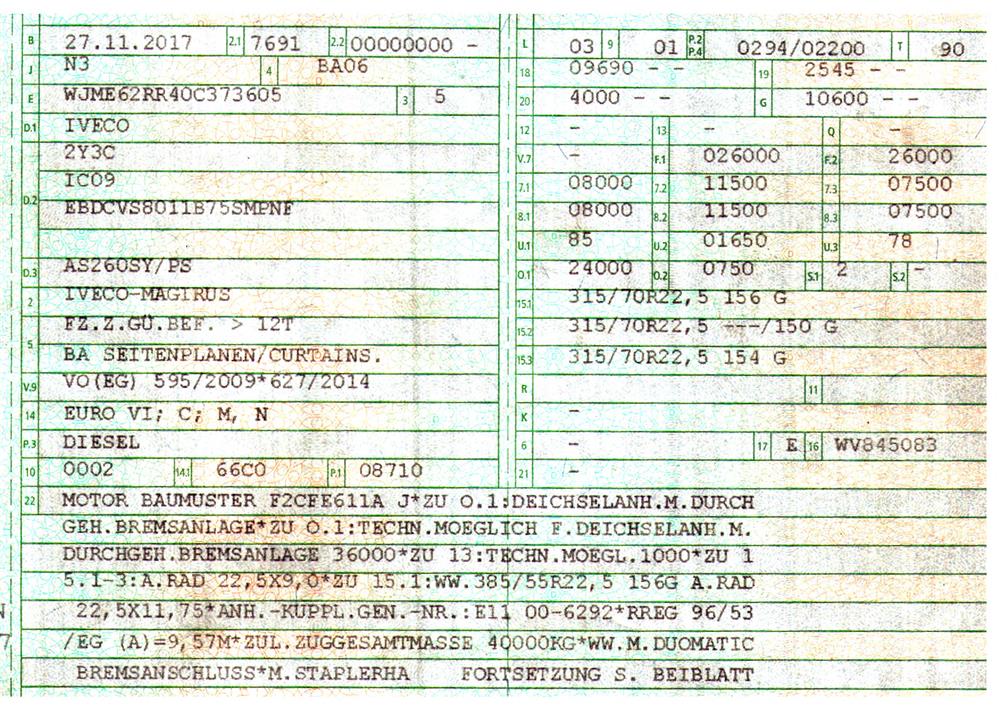 B 27.11.2017 2.1 7691 2.2 00000000 -
J N3 4 BA06
E WJME62RR40C373605 3 5
D.1 IVECO
2Y3C
IC09
D.2 EBDCVS8011B75SMPNF
D.3 AS260SY/PS
2 IVECO-MAGIRUS
FZ.Z.GÜ.BEF. > 12T
5 BA SEITENPLANEN/CURTAINS.
V.9 VO(EG) 595/2009*627/2014
14 EURO VI; C; M, N
P.3 DIESEL
10 0002 14.1 66C0 P.1 08710
L 03 9 01 P.2 P.4 0294/02200 T 90
18 09690 - - 19 2545 - -
20 4000 - - G 10600 - -
12 - 13 - Q -
V.7 - F.1 026000 F.2 26000
7.1 08000 7.2 11500 7.3 07500
8.1 08000 8.2 11500 8.3 07500
U.1 85 U.2 01650 U.3 78
O.1 24000 O.2 0750 S.1 2 S.2 -
15.1 315/70R22,5 156 G
15.2 315/70R22,5 ---/150 G
15.3 315/70R22,5 154 G
R 11
K -
6 - 17 E 16 WV845083
21 -
22 MOTOR BAUMUSTER F2CFE611A J*ZU O.1:DEICHSELANH.M.DURCH
GEH.BREMSANLAGE*ZU O.1:TECHN.MOEGLICH F.DEICHSELANH.M.
DURCHGEH.BREMSANLAGE 36000*ZU 13:TECHN.MOEGL.1000*ZU 1
5.1-3:A.RAD 22,5X9,0*ZU 15.1:WW.385/55R22,5 156G A.RAD
22,5X11,75*ANH.-KUPPL.GEN.-NR.:E11 00-6292*RREG 96/53
/EG (A)=9,57M*ZUL.ZUGGESAMTMASSE 40000KG*WW.M.DUOMATIC
BREMSANSCHLUSS*M.STAPLERHA FORTSETZUNG S. BEIBLATT